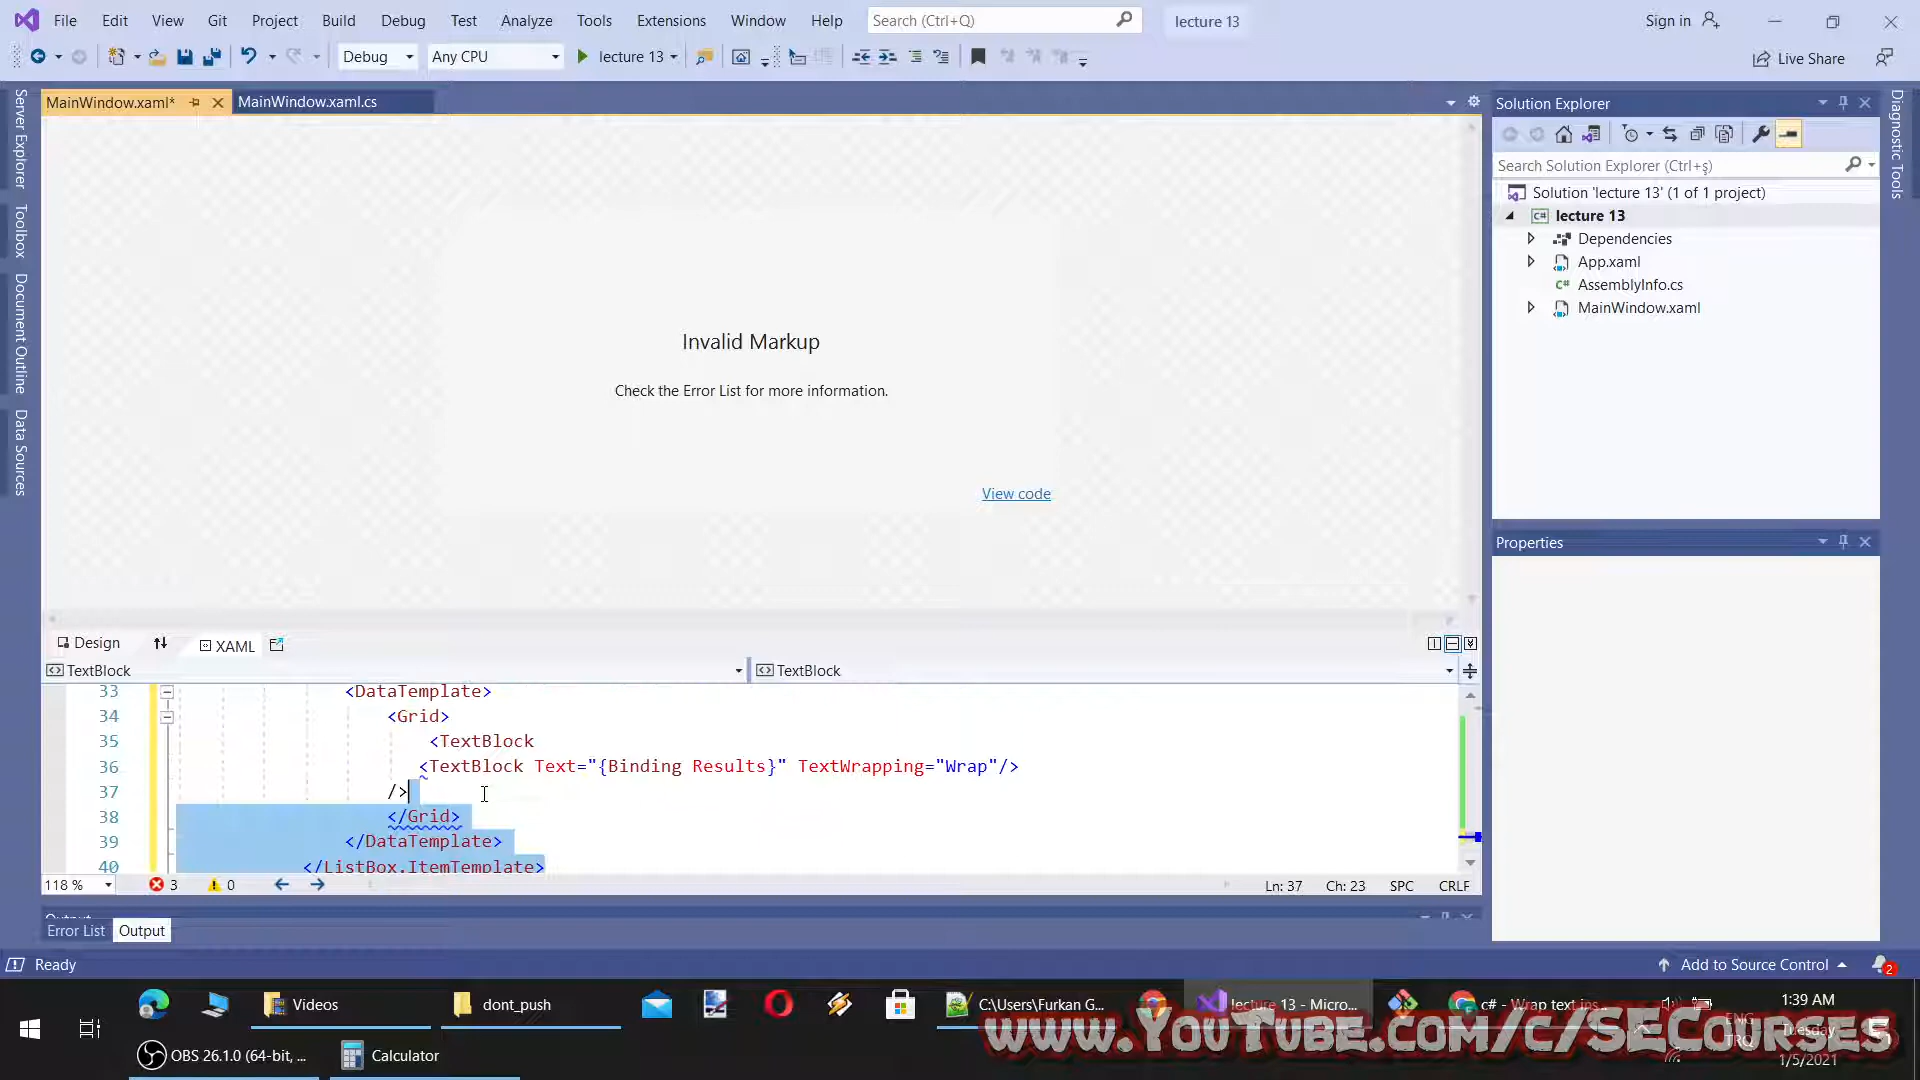 File Edit View Git Project Build Debug Test Analyze Tools Extensions Window Help Search (Ctrl+Q) lecture 13 Sign in
Debug Any CPU lecture 13 Live Share
Server Explorer
Toolbox
Document Outline
Data Sources
MainWindow.xaml* MainWindow.xaml.cs
Invalid Markup
Check the Error List for more information.
View code
Design XAML
TextBlock TextBlock
33 <DataTemplate>
34 <Grid>
35 <TextBlock
36 <TextBlock Text="{Binding Results}" TextWrapping="Wrap"/>
37 />
38 </Grid>
39 </DataTemplate>
40 </ListBox.ItemTemplate>
118 % 3 0 Ln: 37 Ch: 23 SPC CRLF
Output
Error List Output
Solution Explorer
Search Solution Explorer (Ctrl+ş)
Solution 'lecture 13' (1 of 1 project)
C# lecture 13
Dependencies
App.xaml
C# AssemblyInfo.cs
MainWindow.xaml
Properties
Diagnostic Tools
Ready Add to Source Control 2
Videos dont_push C:\Users\Furkan G... lecture 13 - Micro... c# - Wrap text ins... 1:39 AM
ENG Tuesday
TRQ 1/5/2021
OBS 26.1.0 (64-bit, ... Calculator
www.YouTube.com/c/SECourses